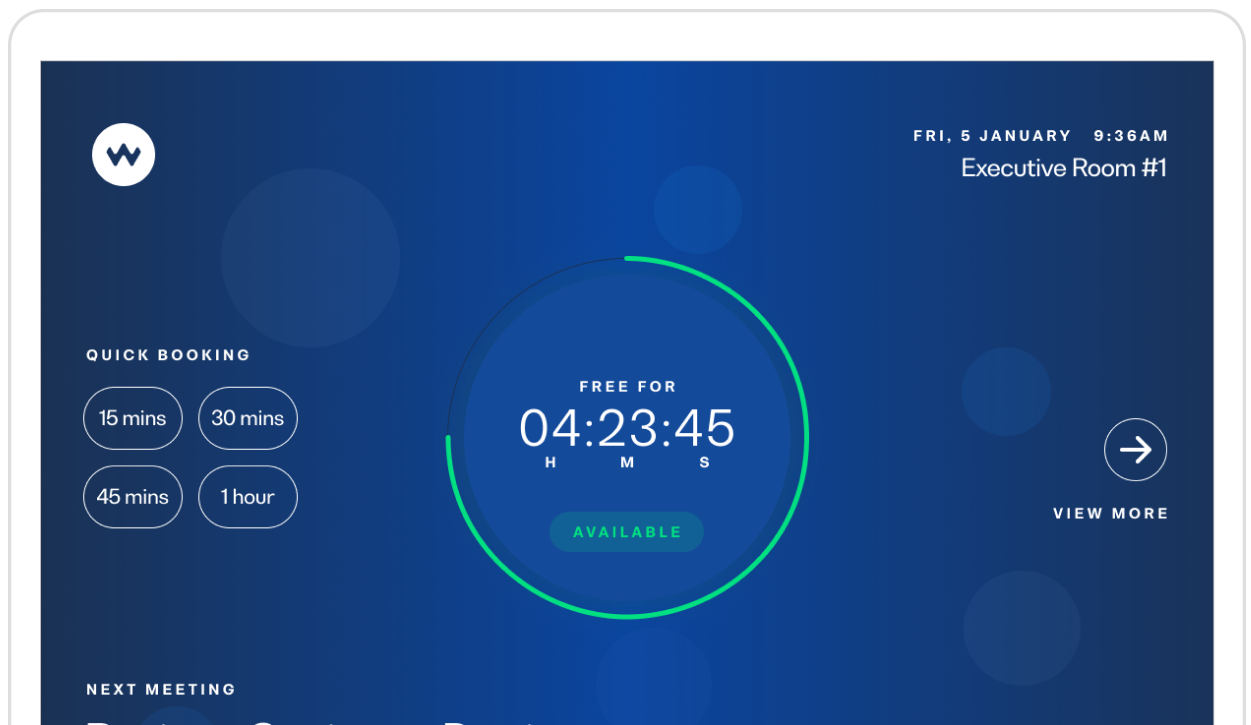 FRI, 5 JANUARY 9:36AM
Executive Room #1
QUICK BOOKING
15 mins
30 mins
45 mins
1 hour
FREE FOR
04:23:45
H M S
AVAILABLE
VIEW MORE
NEXT MEETING